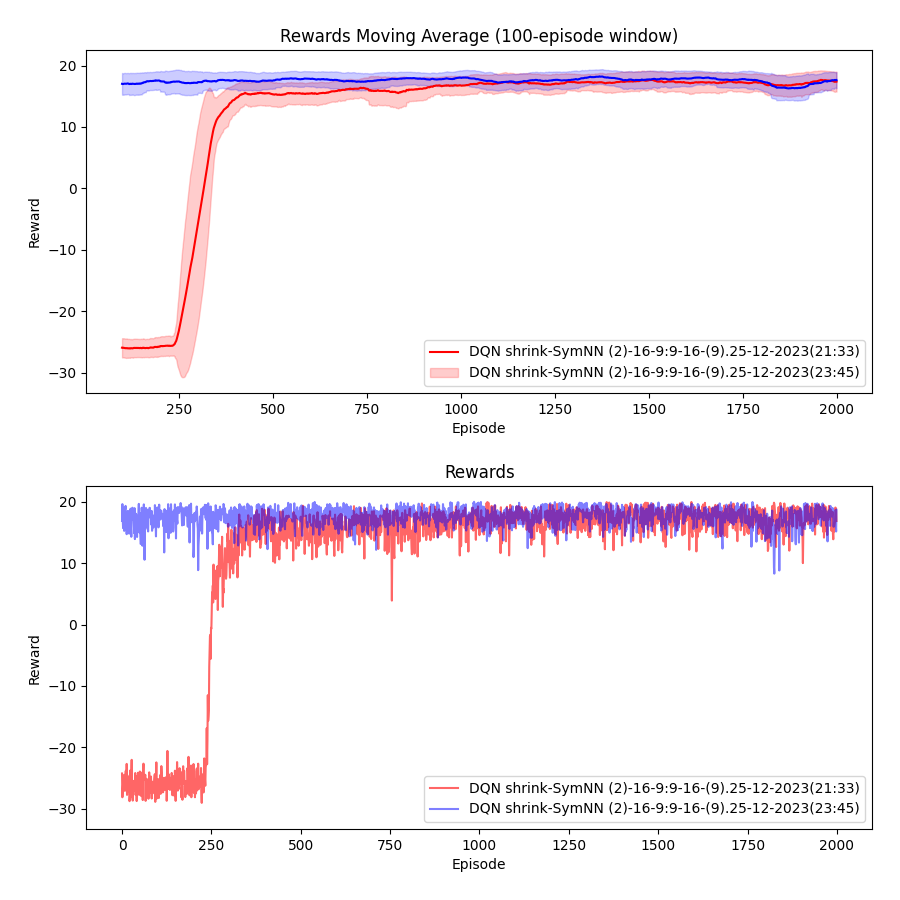 Rewards Moving Average (100-episode window)
20
10
0
−10
−20
−30
Reward
DQN shrink-SymNN (2)-16-9:9-16-(9).25-12-2023(21:33)
DQN shrink-SymNN (2)-16-9:9-16-(9).25-12-2023(23:45)
250 500 750 1000 1250 1500 1750 2000
Episode
Rewards
20
10
0
−10
−20
−30
Reward
DQN shrink-SymNN (2)-16-9:9-16-(9).25-12-2023(21:33)
DQN shrink-SymNN (2)-16-9:9-16-(9).25-12-2023(23:45)
0 250 500 750 1000 1250 1500 1750 2000
Episode